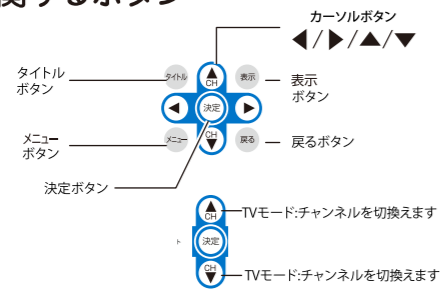 関するボタン
カーソルボタン
◀/▶/▲/▼
タイトル
ボタン
タイトル
▲
CH
表示
表示
ボタン
◀
決定
▶
メニュー
ボタン
メニュー
CH
▼
戻る
戻るボタン
決定ボタン
▲
CH
TVモード:チャンネルを切換えます
ト
決定
CH
▼
TVモード:チャンネルを切換えます